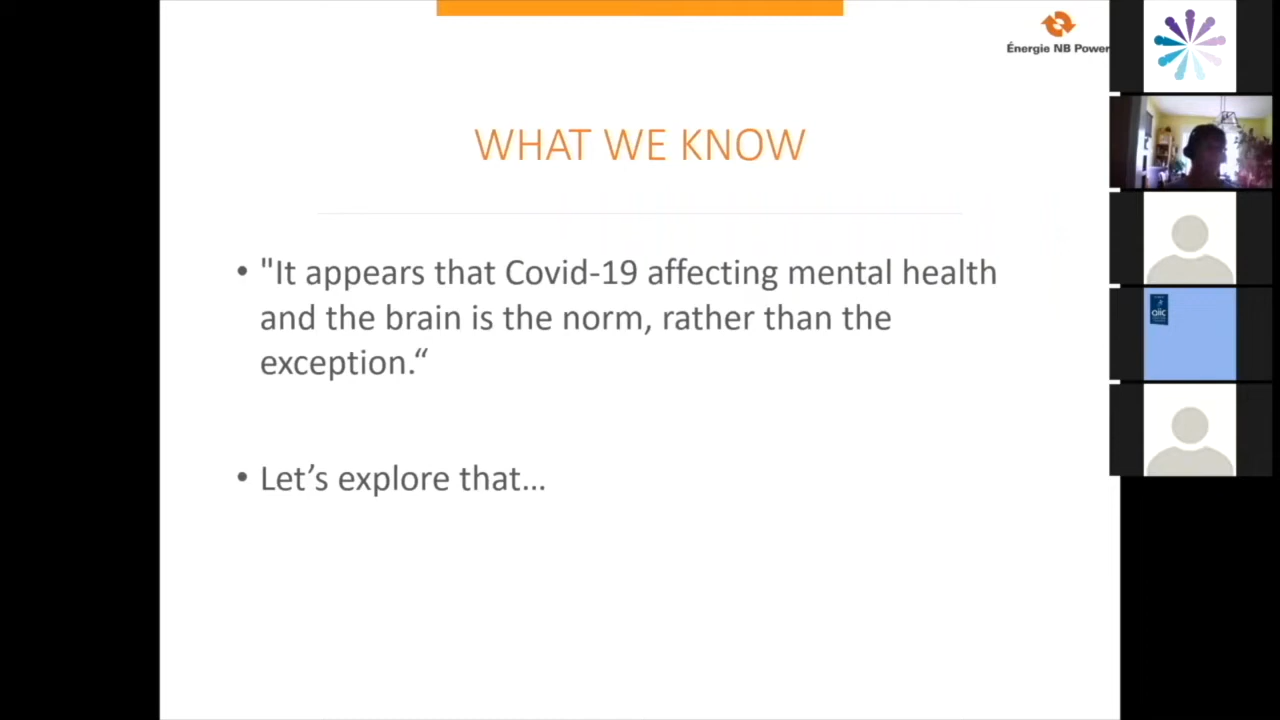 Énergie NB Power
WHAT WE KNOW
• "It appears that Covid-19 affecting mental health
and the brain is the norm, rather than the
exception.“
• Let’s explore that...
aiic